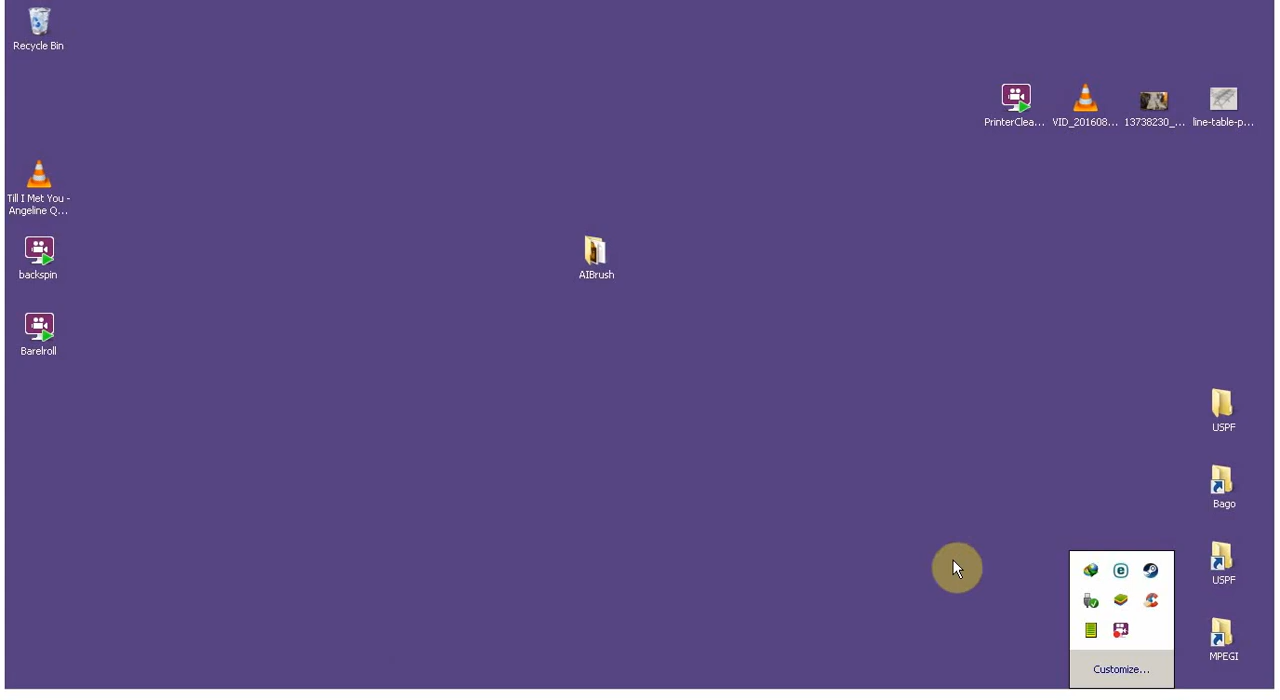 Recycle Bin
PrinterClea...
VID_201608...
13738230_...
line-table-p...
Till I Met You -
Angeline Q...
backspin
AIBrush
Barelroll
USPF
Bago
USPF
MPEGI
Customize...